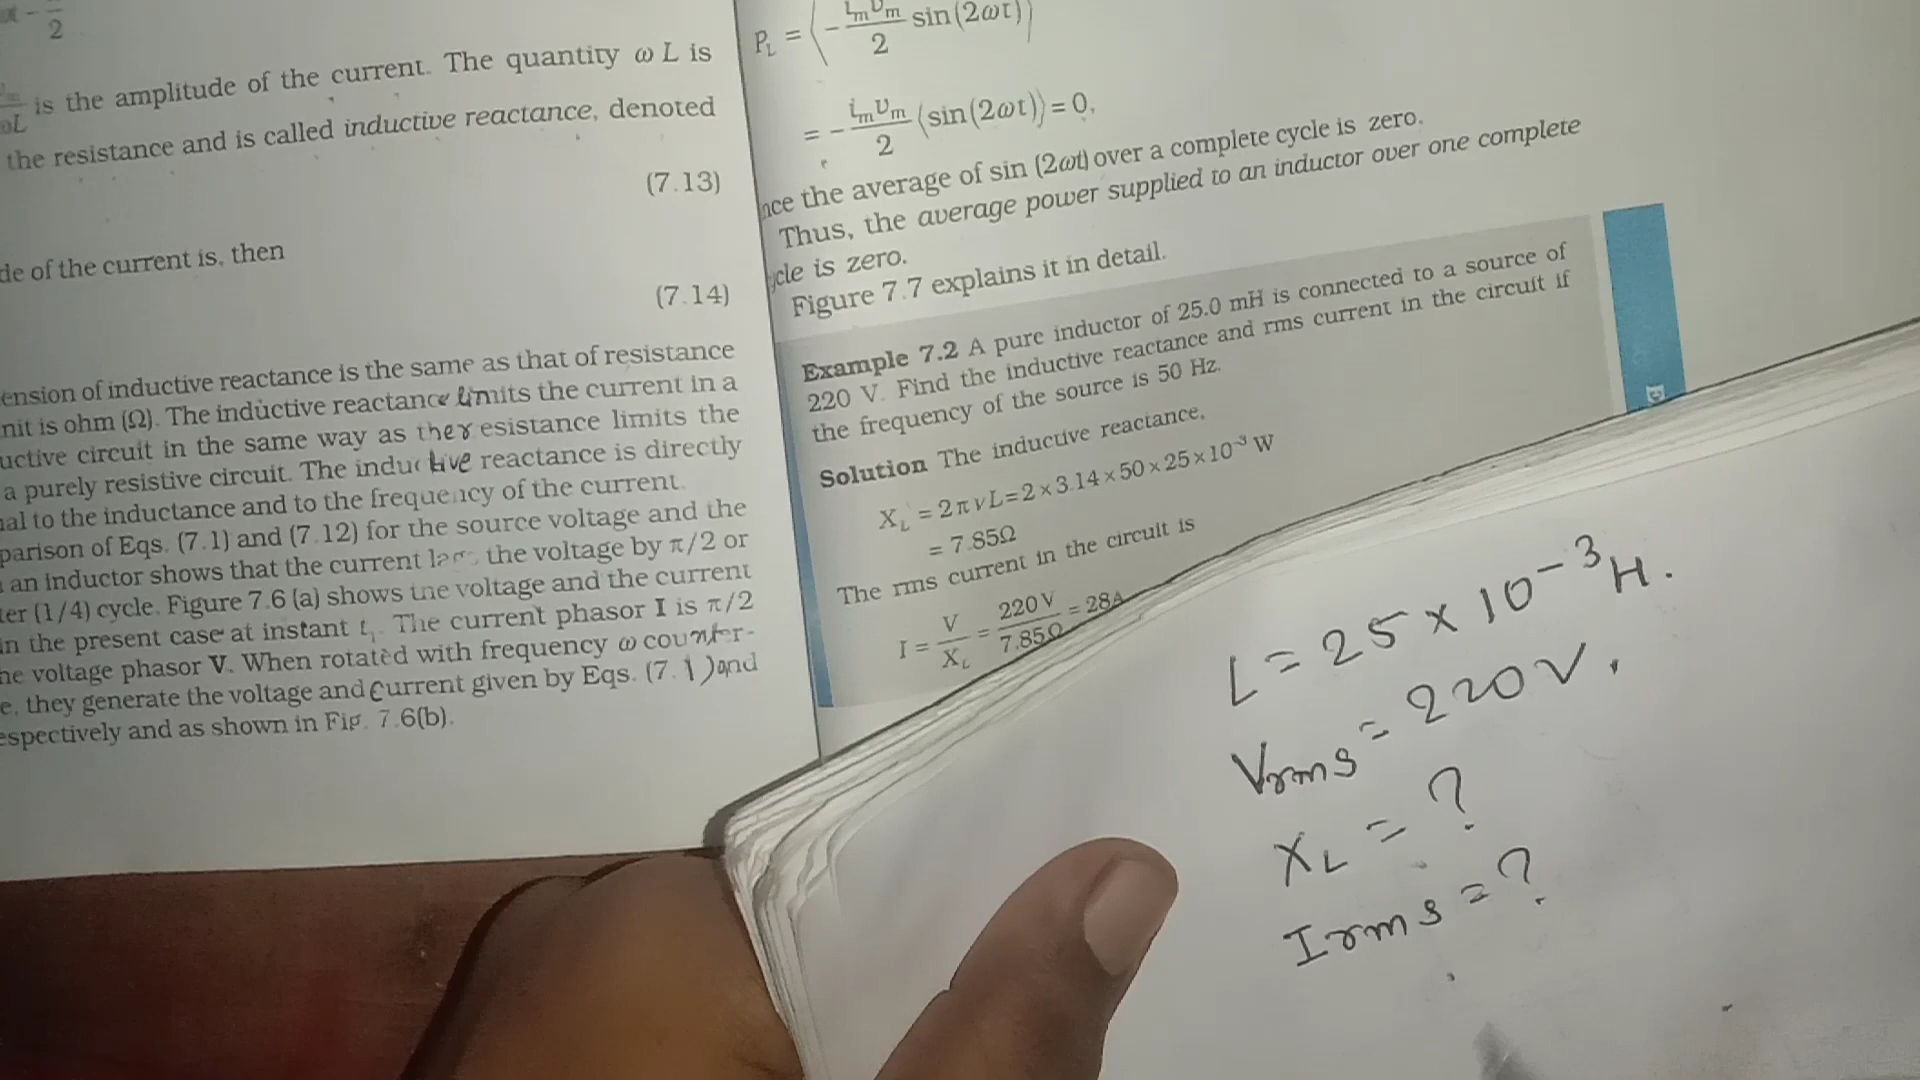 2
is the amplitude of the current. The quantity ω L is
the resistance and is called inductive reactance, denoted
(7.13)
de of the current is, then
(7.14)
ension of inductive reactance is the same as that of resistance
nit is ohm (Ω). The inductive reactance limits the current in a
uctive circuit in the same way as the resistance limits the
a purely resistive circuit. The inductive reactance is directly
nal to the inductance and to the frequency of the current.
parison of Eqs. (7.1) and (7.12) for the source voltage and the
an inductor shows that the current lags the voltage by π/2 or
ter (1/4) cycle. Figure 7.6 (a) shows the voltage and the current
in the present case at instant t₁. The current phasor I is π/2
he voltage phasor V. When rotated with frequency ω counter-
e, they generate the voltage and current given by Eqs. (7.1) and
espectively and as shown in Fig. 7.6(b).
P_L = ⟨- i_m v_m / 2 sin(2ωt)⟩
= - i_m v_m / 2 ⟨sin(2ωt)⟩ = 0,
nce the average of sin (2ωt) over a complete cycle is zero.
Thus, the average power supplied to an inductor over one complete
ycle is zero.
Figure 7.7 explains it in detail.
Example 7.2 A pure inductor of 25.0 mH is connected to a source of
220 V. Find the inductive reactance and rms current in the circuit if
the frequency of the source is 50 Hz.
Solution The inductive reactance,
X_L = 2πνL = 2×3.14×50×25×10⁻³ W
= 7.85Ω
The rms current in the circuit is
I = V / X_L = 220 V / 7.85Ω = 28A
L = 25 × 10⁻³ H.
Vrms = 220V.
X_L = ?
Irms = ?